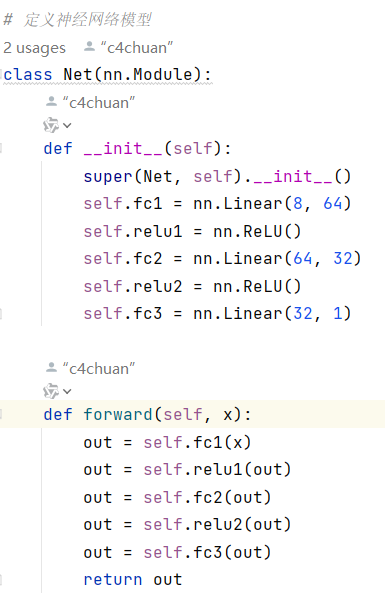 # 定义神经网络模型
2 usages “c4chuan”
class Net(nn.Module):
“c4chuan”
def __init__(self):
super(Net, self).__init__()
self.fc1 = nn.Linear(8, 64)
self.relu1 = nn.ReLU()
self.fc2 = nn.Linear(64, 32)
self.relu2 = nn.ReLU()
self.fc3 = nn.Linear(32, 1)
“c4chuan”
def forward(self, x):
out = self.fc1(x)
out = self.relu1(out)
out = self.fc2(out)
out = self.relu2(out)
out = self.fc3(out)
return out